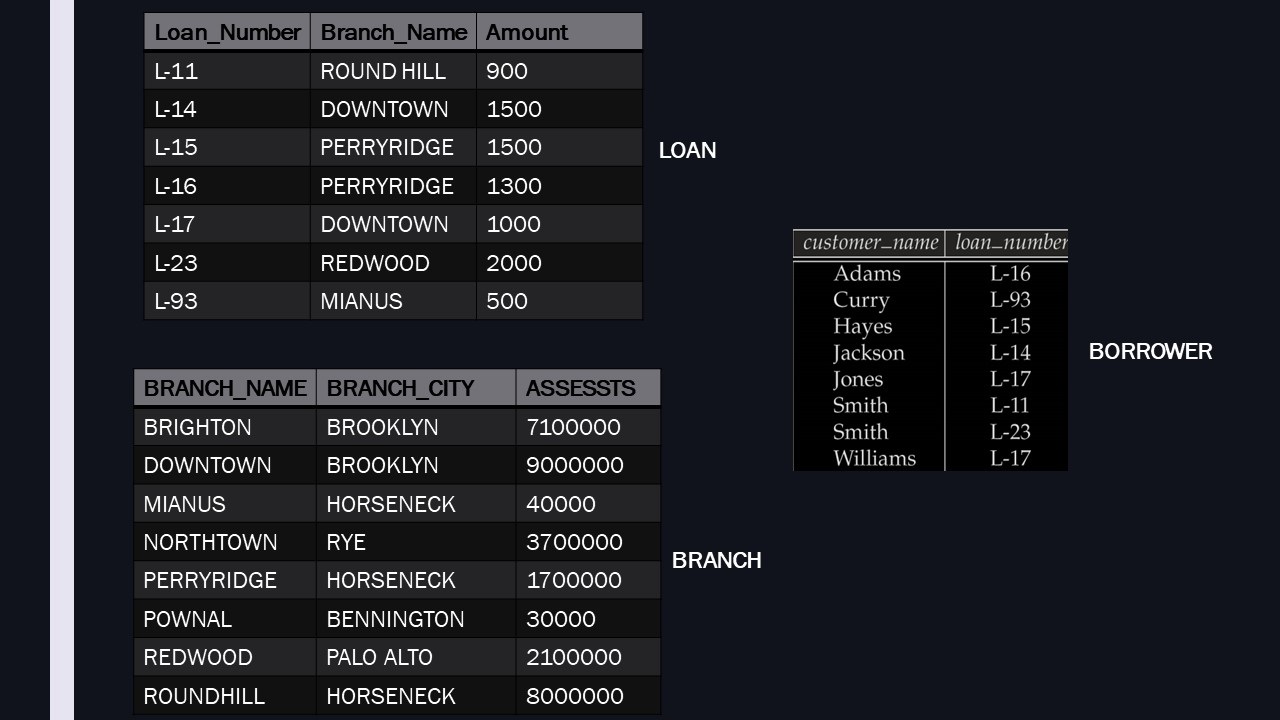 Loan_Number Branch_Name Amount
L-11 ROUND HILL 900
L-14 DOWNTOWN 1500
L-15 PERRYRIDGE 1500
L-16 PERRYRIDGE 1300
L-17 DOWNTOWN 1000
L-23 REDWOOD 2000
L-93 MIANUS 500
LOAN
customer_name loan_number
Adams L-16
Curry L-93
Hayes L-15
Jackson L-14
Jones L-17
Smith L-11
Smith L-23
Williams L-17
BORROWER
BRANCH_NAME BRANCH_CITY ASSESSTS
BRIGHTON BROOKLYN 7100000
DOWNTOWN BROOKLYN 9000000
MIANUS HORSENECK 40000
NORTHTOWN RYE 3700000
PERRYRIDGE HORSENECK 1700000
POWNAL BENNINGTON 30000
REDWOOD PALO ALTO 2100000
ROUNDHILL HORSENECK 8000000
BRANCH